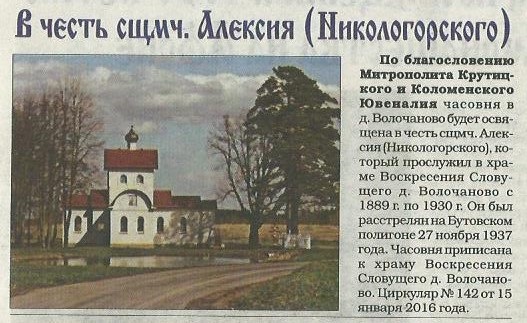 В честь сщмч. Алексия (Никологорского)
По благословению
Митрополита Крутиц-
кого и Коломенского
Ювеналия часовня в
д. Волочаново будет освя-
щена в честь сщмч. Алек-
сия (Никологорского), ко-
торый прослужил в хра-
ме Воскресения Слову-
щего д. Волочаново с
1889 г. по 1930 г. Он был
расстрелян на Бутовском
полигоне 27 ноября 1937
года. Часовня приписана
к храму Воскресения
Словущего д. Волочано-
во. Циркуляр № 142 от 15
января 2016 года.